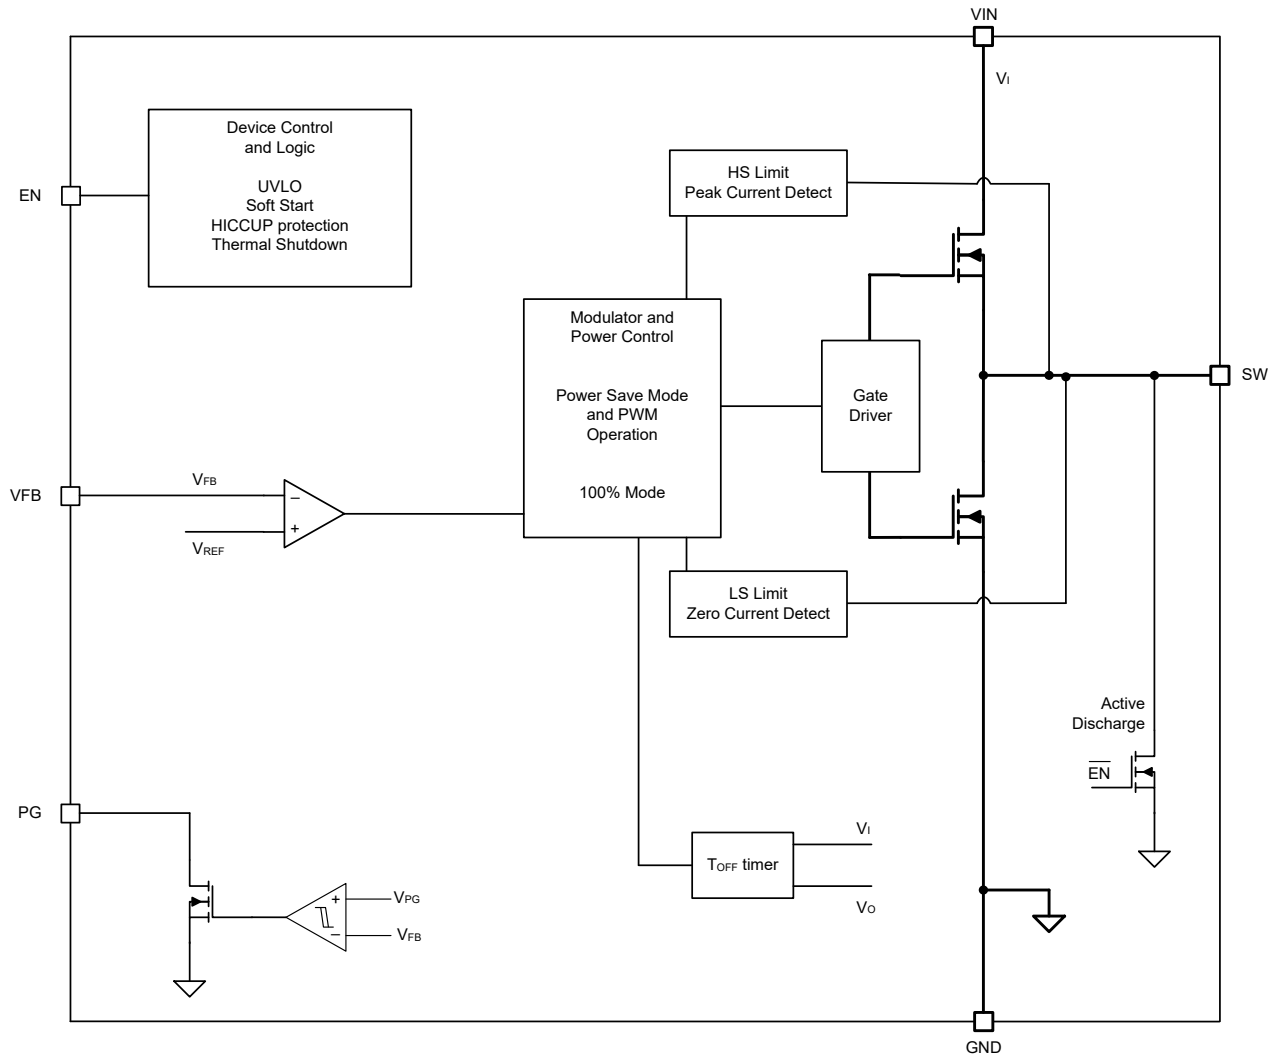 VIN
VI
Device Control
and Logic
UVLO
Soft Start
HICCUP protection
Thermal Shutdown
EN
HS Limit
Peak Current Detect
Modulator and
Power Control
Power Save Mode
and PWM
Operation
100% Mode
Gate
Driver
SW
VFB
VFB
−
+
VREF
LS Limit
Zero Current Detect
Active
Discharge
EN
PG
TOFF timer
VI
VO
+
−
VPG
VFB
GND